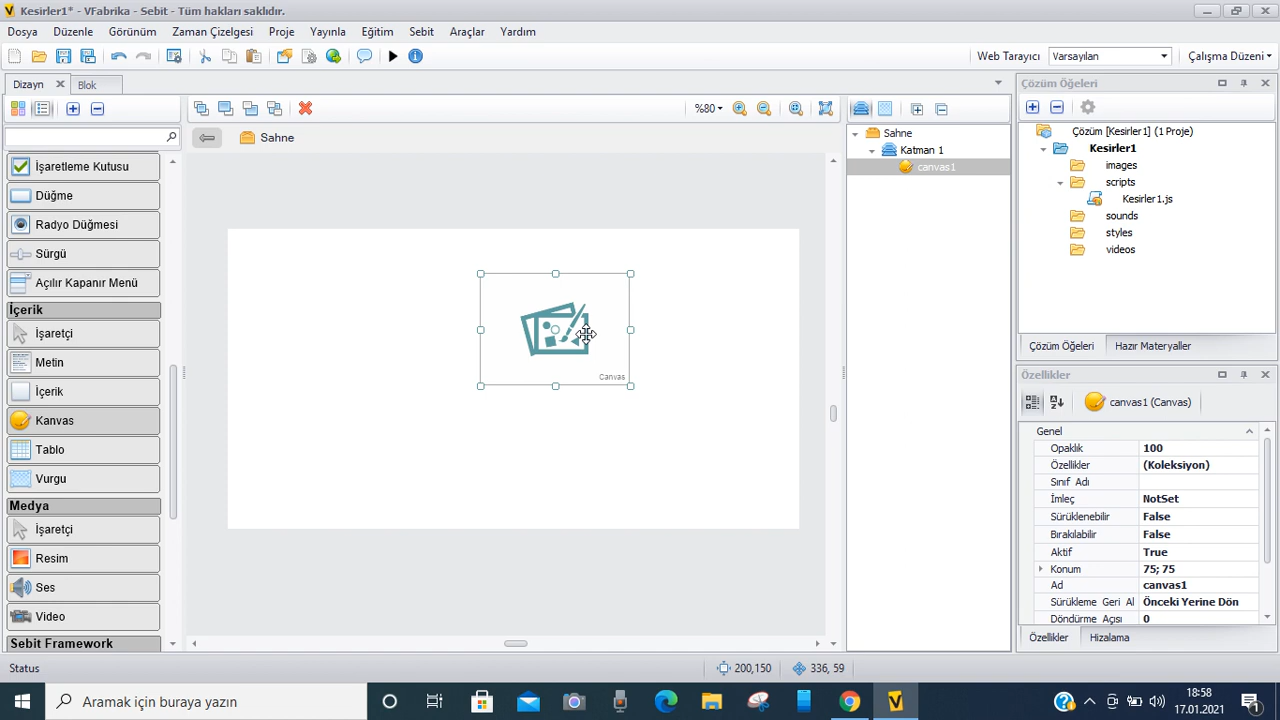 Kesirler1* - VFabrika - Sebit - Tüm hakları saklıdır.
Dosya Düzenle Görünüm Zaman Çizelgesi Proje Yayınla Eğitim Sebit Araçlar Yardım
Web Tarayıcı Varsayılan Çalışma Düzeni
Dizayn Blok
%80
Sahne
İşaretleme Kutusu
Düğme
Radyo Düğmesi
Sürgü
Açılır Kapanır Menü
İçerik
İşaretçi
Metin
İçerik
Kanvas
Tablo
Vurgu
Medya
İşaretçi
Resim
Ses
Video
Sebit Framework
Canvas
Sahne
Katman 1
canvas1
Çözüm Öğeleri
Çözüm [Kesirler1] (1 Proje)
Kesirler1
images
scripts
Kesirler1.js
sounds
styles
videos
Çözüm Öğeleri Hazır Materyaller
Özellikler
canvas1 (Canvas)
Genel
Opaklık 100
Özellikler (Koleksiyon)
Sınıf Adı
İmleç NotSet
Sürüklenebilir False
Bırakılabilir False
Aktif True
Konum 75; 75
Ad canvas1
Sürükleme Geri Al Önceki Yerine Dön
Döndürme Açısı 0
Özellikler Hizalama
Status 200,150 336, 59
Aramak için buraya yazın
18:58
17.01.2021
1